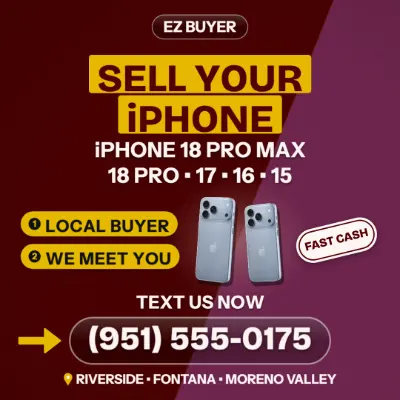 EZ BUYER
SELL YOUR
iPHONE
iPHONE 18 PRO MAX
18 PRO ▪ 17 ▪ 16 ▪ 15
1 LOCAL BUYER
2 WE MEET YOU
FAST CASH
TEXT US NOW
(951) 555-0175
RIVERSIDE ▪ FONTANA ▪ MORENO VALLEY